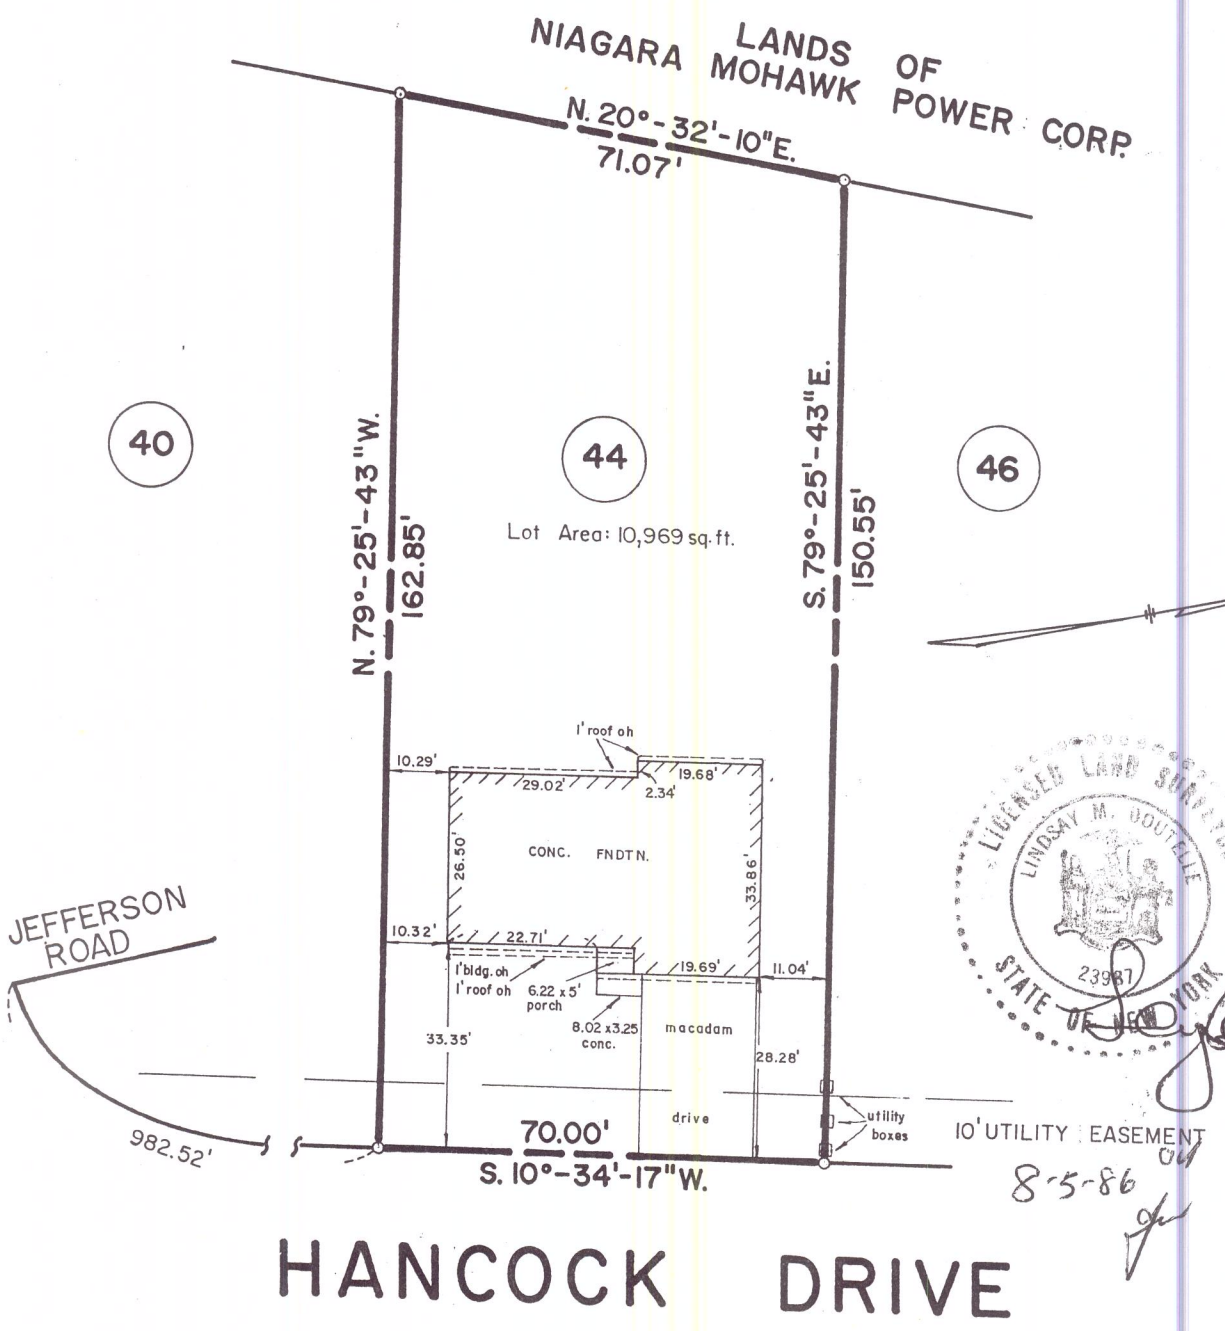 LANDS OF
NIAGARA MOHAWK POWER CORP.
N. 20°-32'-10"E.
71.07'
40
44
46
Lot Area: 10,969 sq. ft.
N. 79°-25'-43"W.
162.85'
S. 79°-25'-43"E.
150.55'
1' roof oh
10.29'
29.02'
19.68'
2.34'
26.50'
CONC. FNDTN.
33.86'
10.32'
22.71'
19.69'
11.04'
1' bldg. oh
1' roof oh
6.22 x 5'
porch
8.02 x 3.25
conc.
macadam
33.35'
28.28'
drive
utility
boxes
JEFFERSON
ROAD
982.52'
LICENSED LAND SURVEYOR
LINDSAY M. BOUTELLE
23987
STATE OF NEW YORK
10' UTILITY EASEMENT
8-5-86
70.00'
S. 10°-34'-17"W.
HANCOCK DRIVE